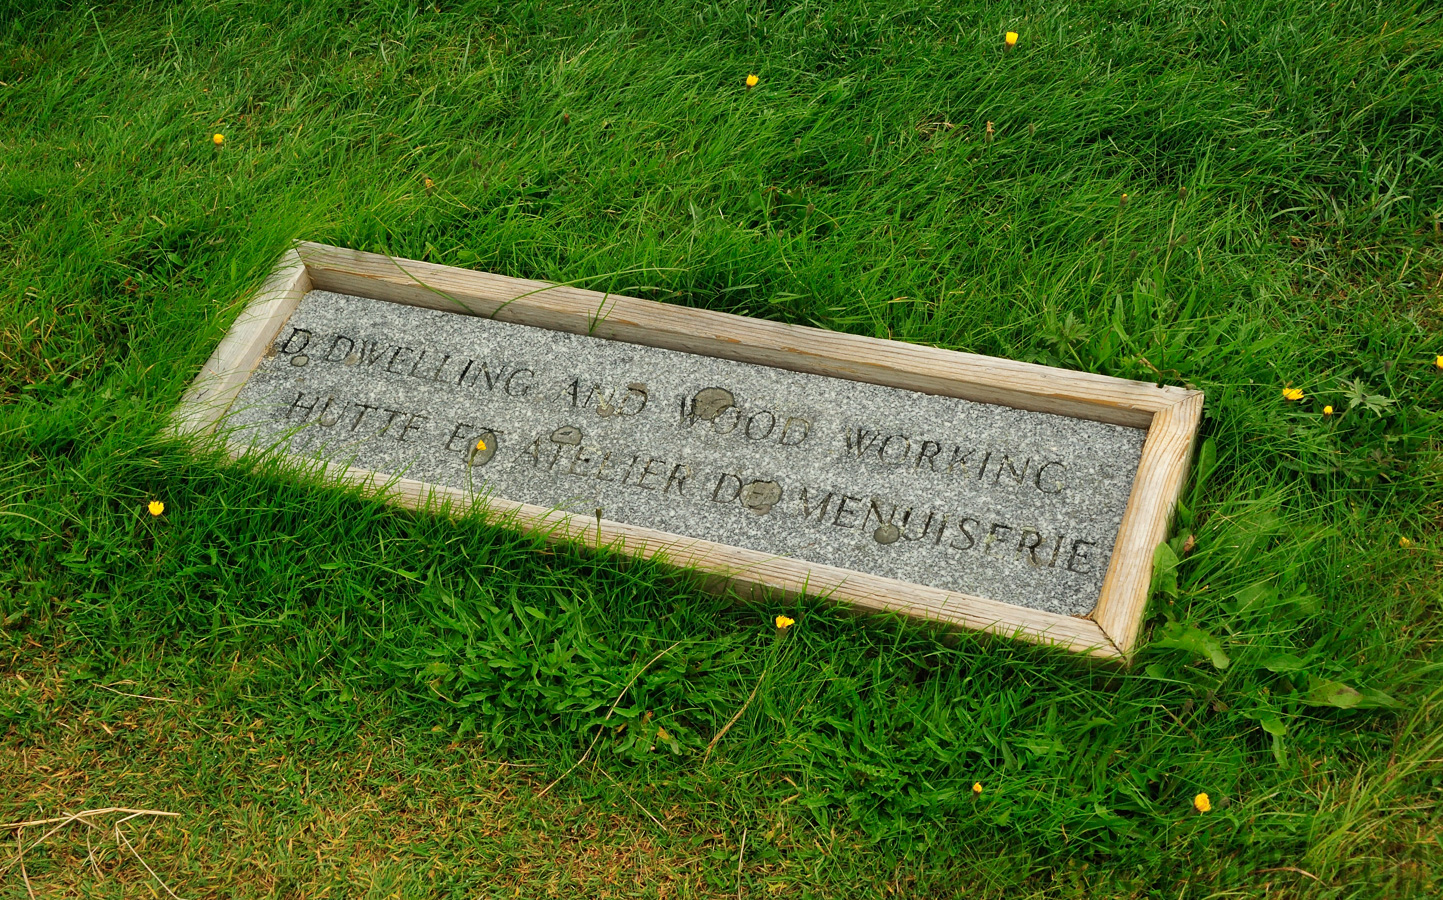 D DWELLING AND WOOD WORKING
HUTTE ET ATELIER DE MENUISERIE